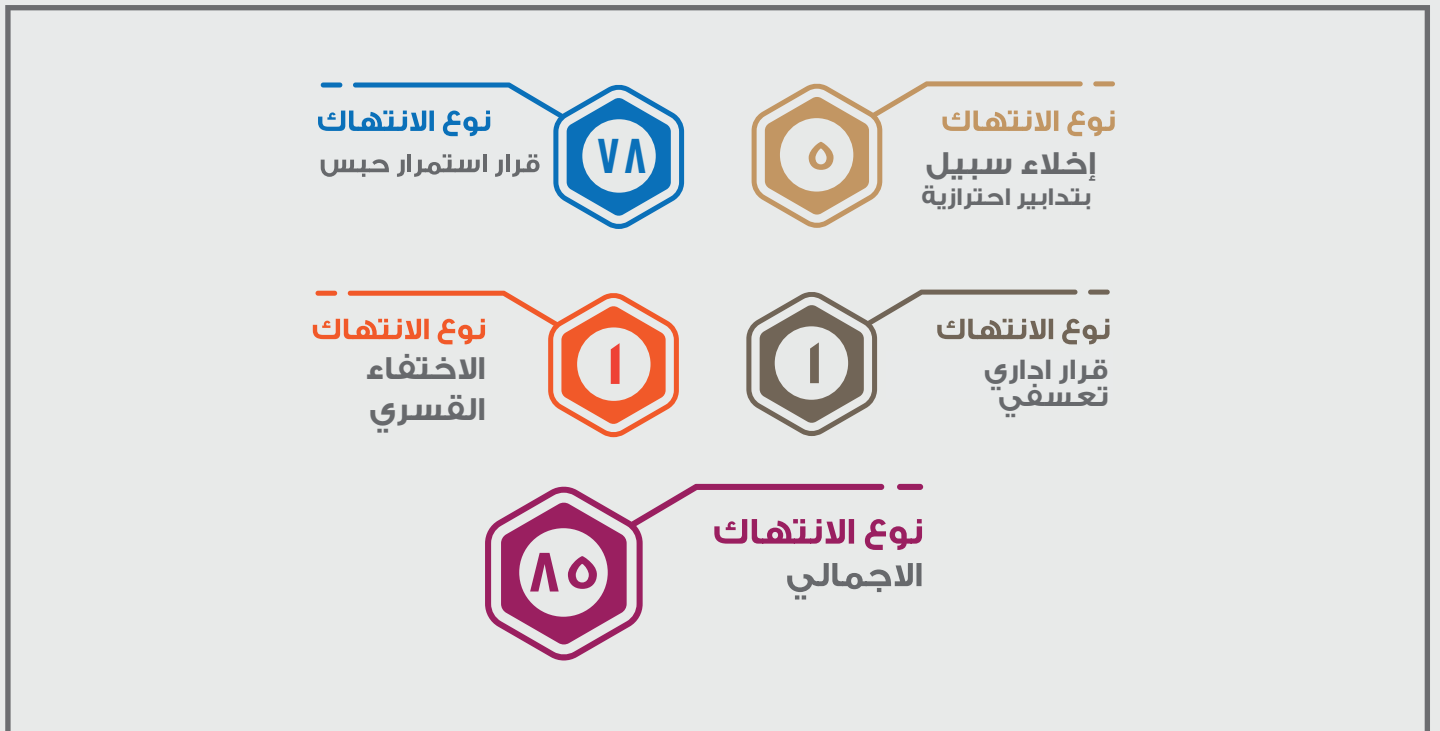 نوع الانتهاك
إخلاء سبيل
بتدابير احترازية
٥
نوع الانتهاك
قرار استمرار حبس
٧٨
نوع الانتهاك
قرار اداري
تعسفي
١
نوع الانتهاك
الاختفاء
القسري
١
نوع الانتهاك
الاجمالي
٨٥